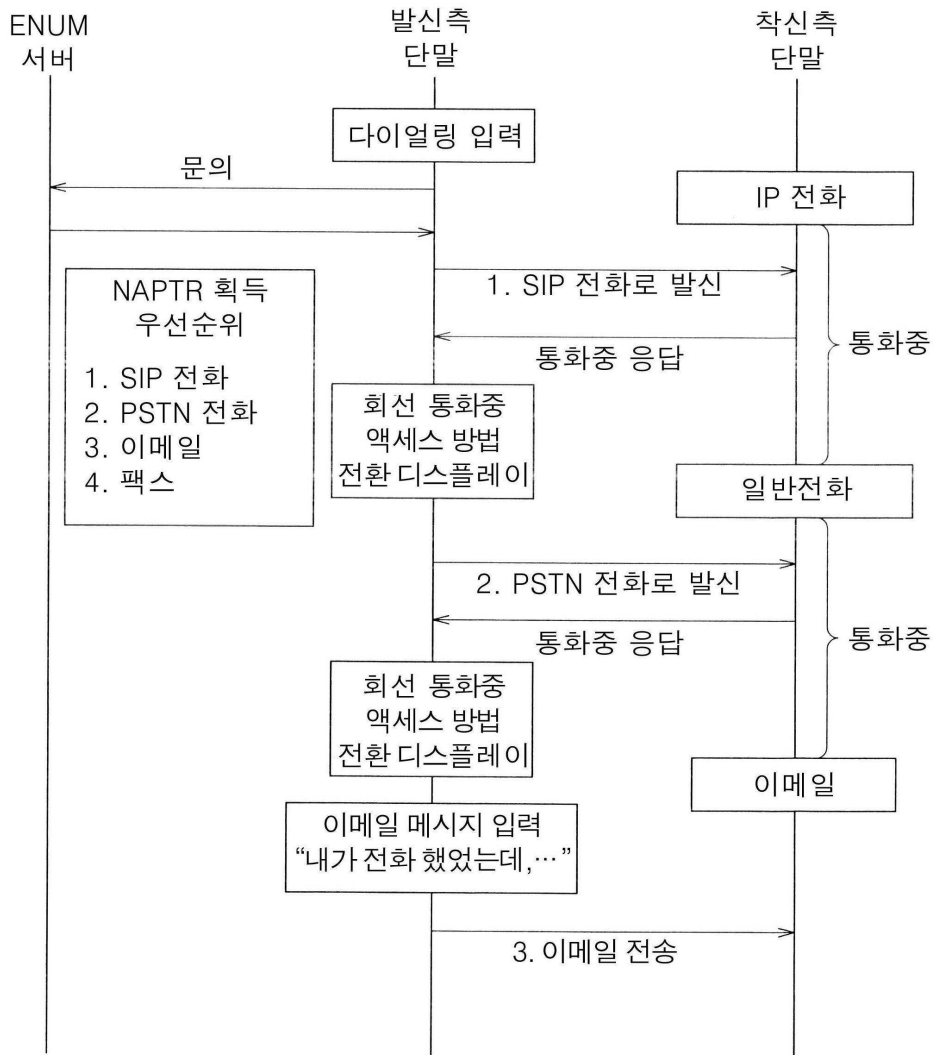 ENUM
서버
발신측
단말
착신측
단말
다이얼링 입력
문의
IP 전화
NAPTR 획득
우선순위
1. SIP 전화
2. PSTN 전화
3. 이메일
4. 팩스
1. SIP 전화로 발신
통화중 응답
통화중
회선 통화중
액세스 방법
전환 디스플레이
일반전화
2. PSTN 전화로 발신
통화중 응답
통화중
회선 통화중
액세스 방법
전환 디스플레이
이메일
이메일 메시지 입력
“내가 전화 했었는데,…”
3. 이메일 전송